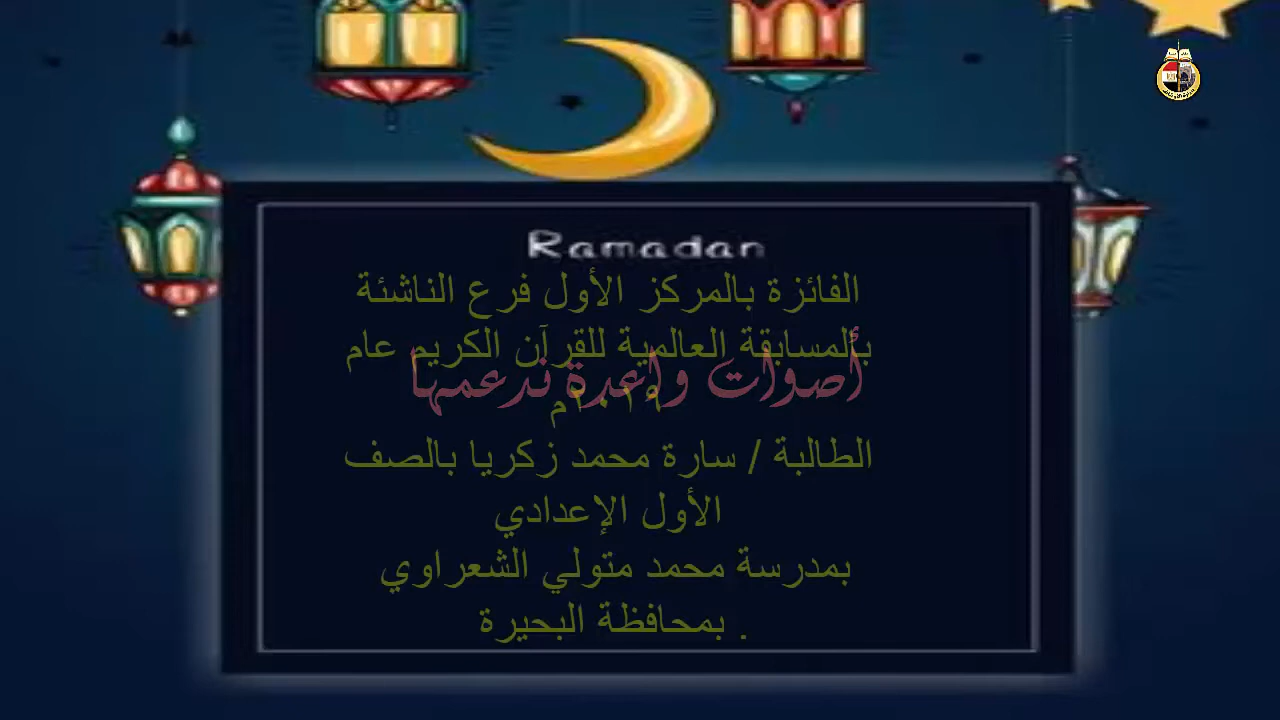 Ramadan
الفائزة بالمركز الأول فرع الناشئة
بالمسابقة العالمية للقرآن الكريم عام
أصوات واعدة ندعمها
٢٠١٩م
الطالبة / سارة محمد زكريا بالصف
الأول الإعدادي
بمدرسة محمد متولي الشعراوي
بمحافظة البحيرة .